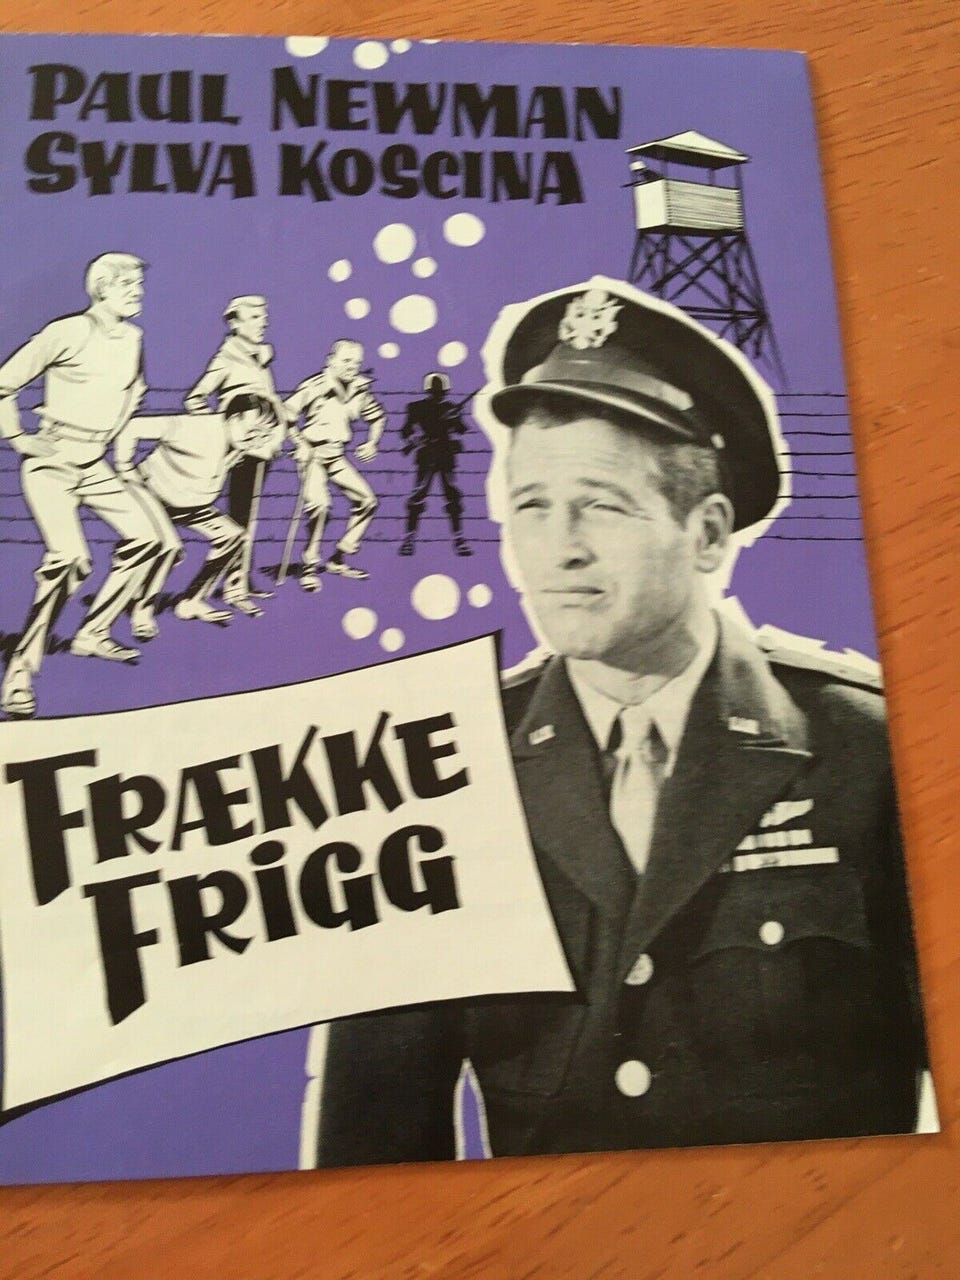 PAUL NEWMAN
SYLVA KOSCINA
FRÆKKE
FRiGG